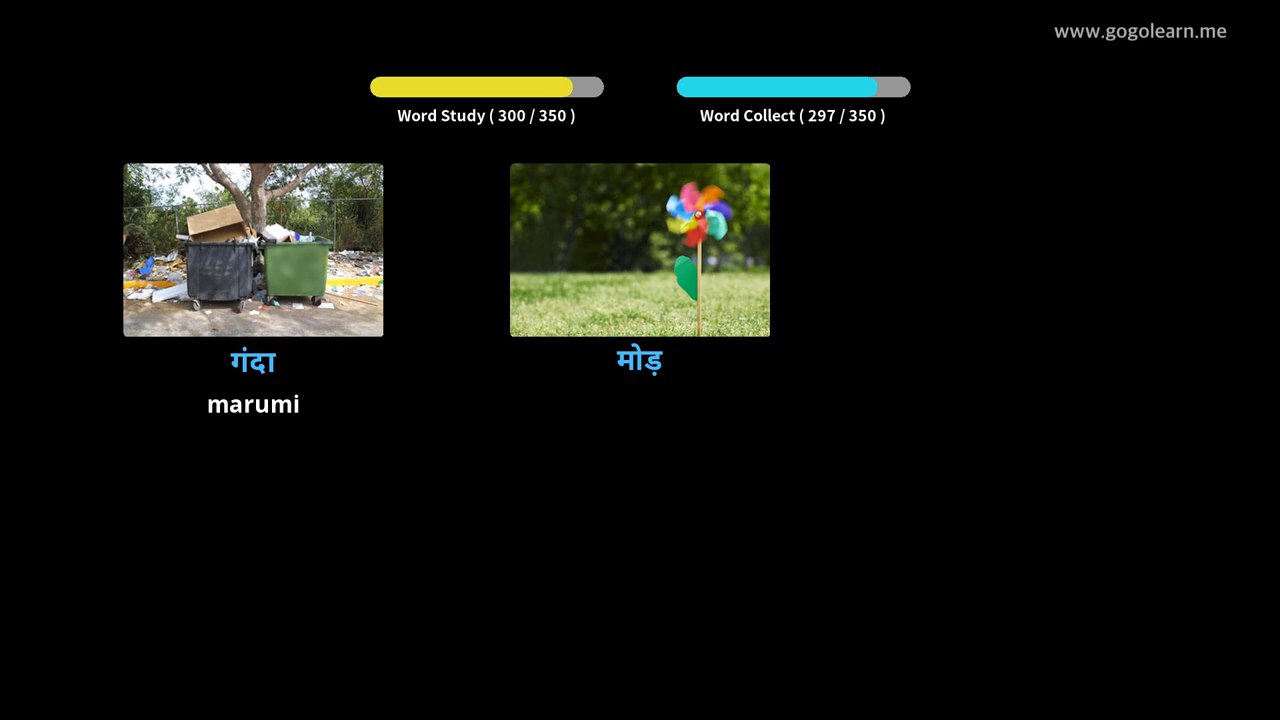 www.gogolearn.me
Word Study ( 300 / 350 )
Word Collect ( 297 / 350 )
गंदा
मोड़
marumi